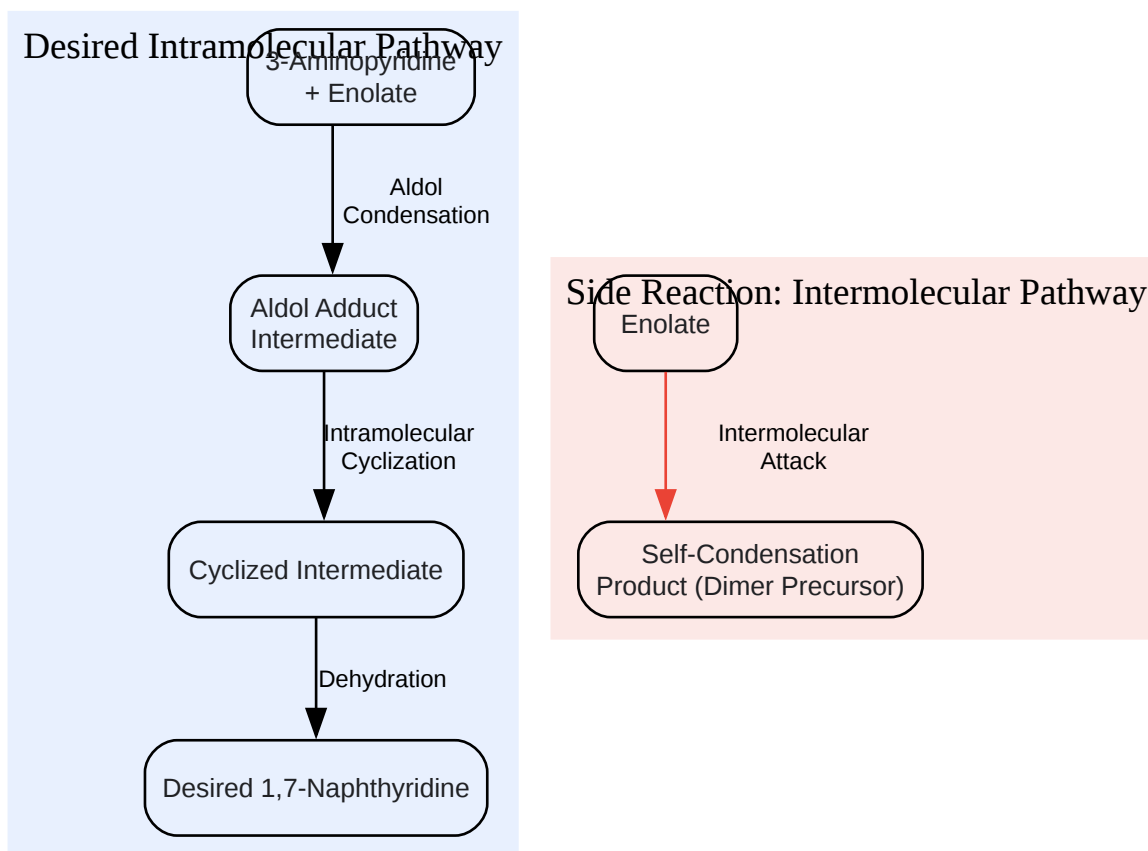 Desired Intramolecular Pathway
3-Aminopyridine
+ Enolate
Aldol
Condensation
Aldol Adduct
Intermediate
Intramolecular
Cyclization
Cyclized Intermediate
Dehydration
Desired 1,7-Naphthyridine
Side Reaction: Intermolecular Pathway
Enolate
Intermolecular
Attack
Self-Condensation
Product (Dimer Precursor)